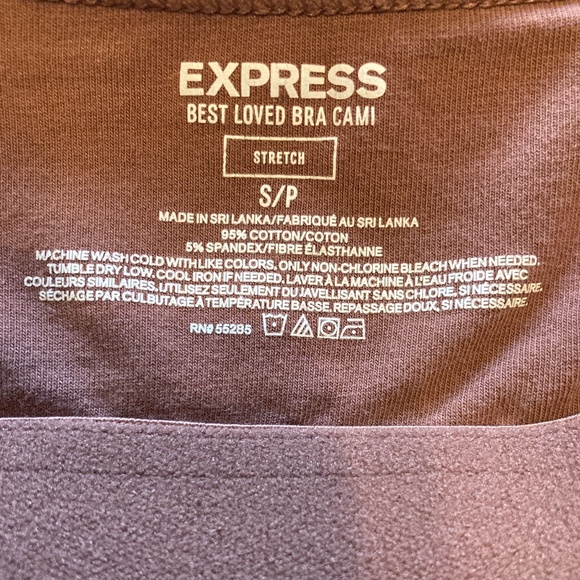 EXPRESS
BEST LOVED BRA CAMI
STRETCH
S/P
MADE IN SRI LANKA/FABRIQUÉ AU SRI LANKA
95% COTTON/COTON
5% SPANDEX/FIBRE ÉLASTHANNE
MACHINE WASH COLD WITH LIKE COLORS. ONLY NON-CHLORINE BLEACH WHEN NEEDED.
TUMBLE DRY LOW. COOL IRON IF NEEDED. LAVER À LA MACHINE À L'EAU FROIDE AVEC
COULEURS SIMILAIRES. UTILISEZ SEULEMENT DU JAVELLISANT SANS CHLORE. SI NÉCESSAIRE.
SÉCHAGE PAR CULBUTAGE À TEMPÉRATURE BASSE. REPASSAGE DOUX, SI NÉCESSAIRE.
RN# 55285